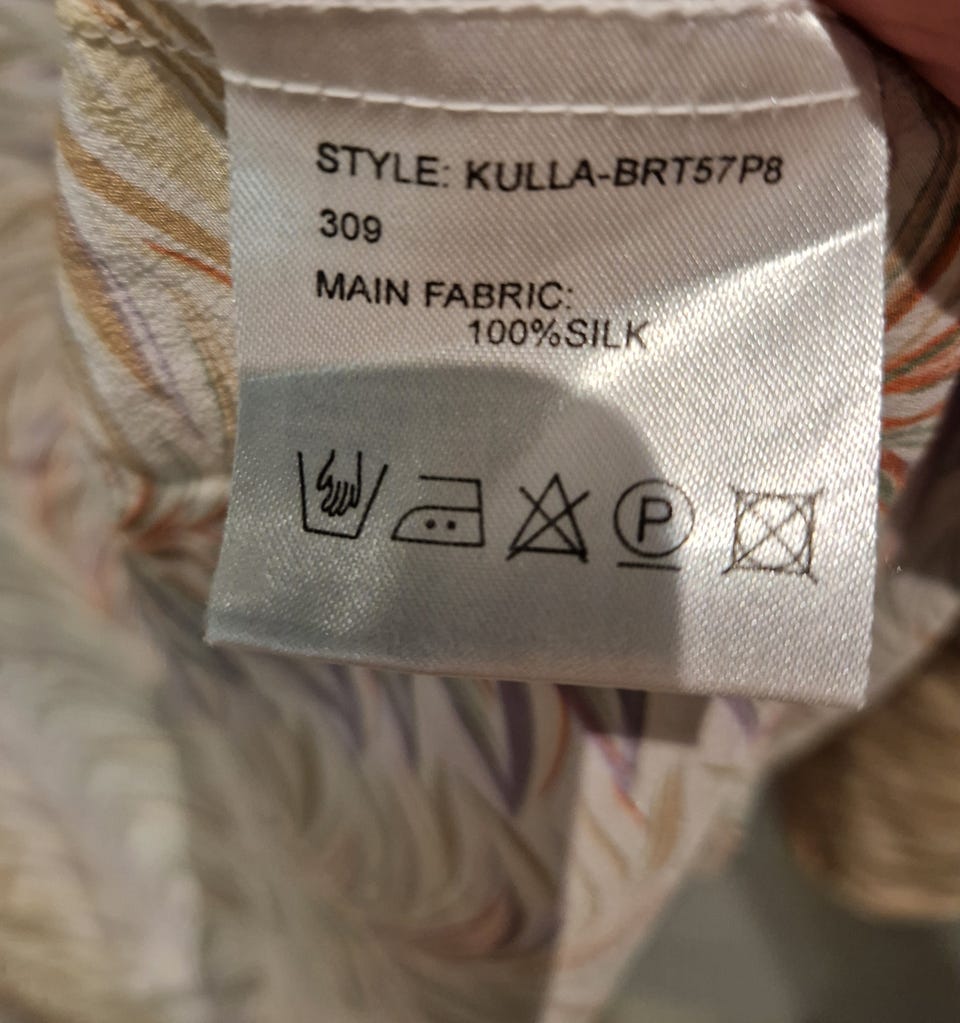 STYLE: KULLA-BRT57P8
309
MAIN FABRIC:
100%SILK
P